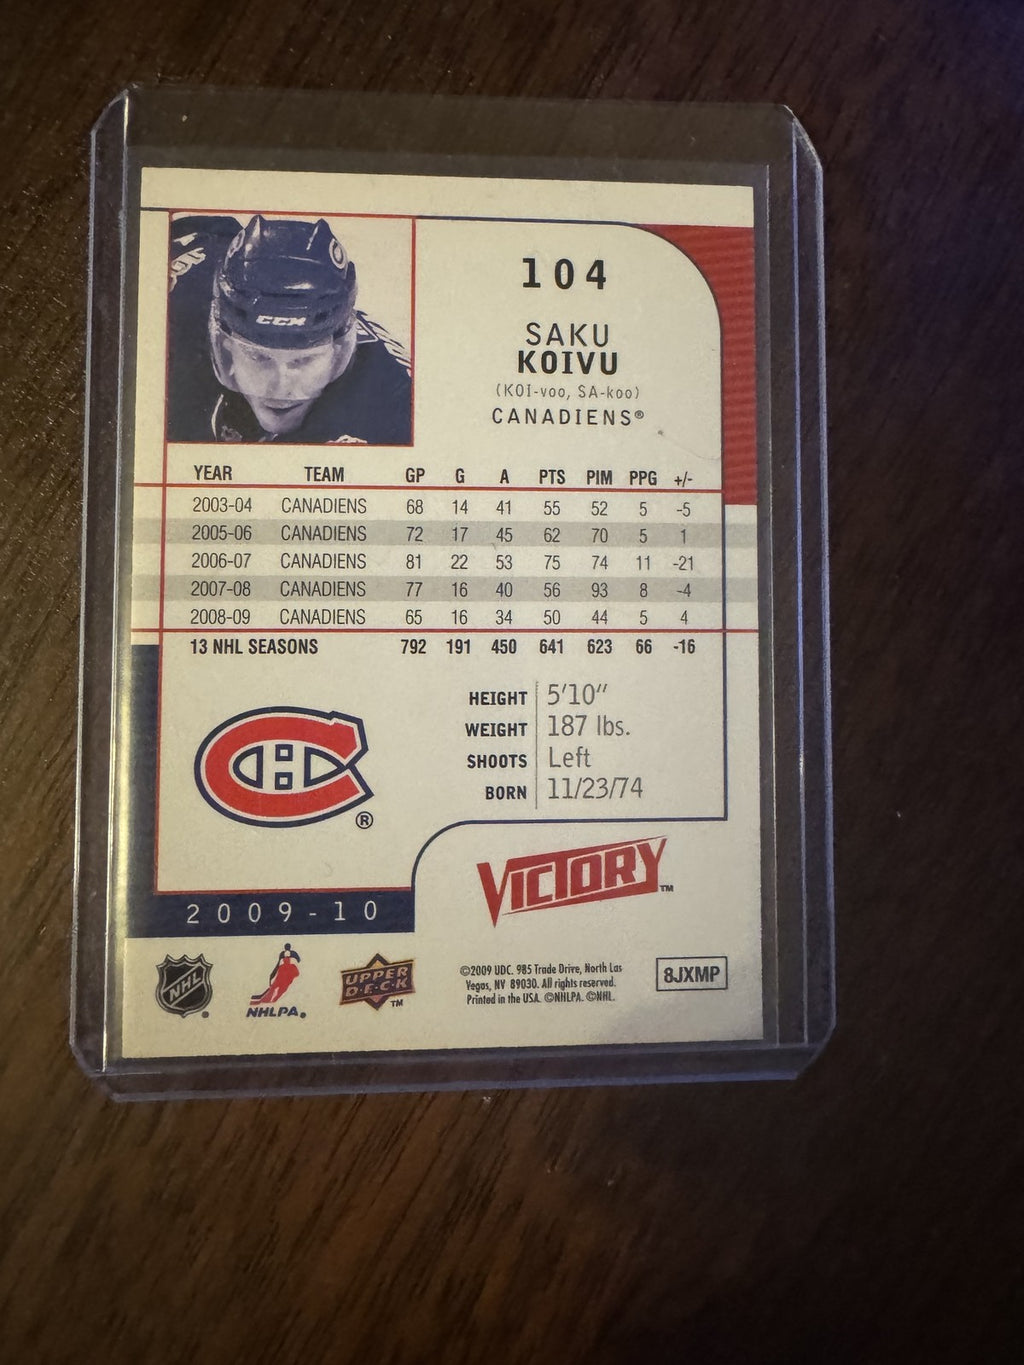 CCM
104
SAKU
KOIVU
(KOI-voo, SA-koo)
CANADIENS®
YEAR TEAM GP G A PTS PIM PPG +/-
2003-04 CANADIENS 68 14 41 55 52 5 -5
2005-06 CANADIENS 72 17 45 62 70 5 1
2006-07 CANADIENS 81 22 53 75 74 11 -21
2007-08 CANADIENS 77 16 40 56 93 8 -4
2008-09 CANADIENS 65 16 34 50 44 5 4
13 NHL SEASONS 792 191 450 641 623 66 -16
HEIGHT 5'10"
WEIGHT 187 lbs.
SHOOTS Left
BORN 11/23/74
CH®
VICTORY™
2009-10
NHL®
NHLPA®
UPPER
DECK™
©2009 UDC. 985 Trade Drive, North Las
Vegas, NV 89030. All rights reserved.
Printed in the USA. ©NHLPA. ©NHL.
8JXMP